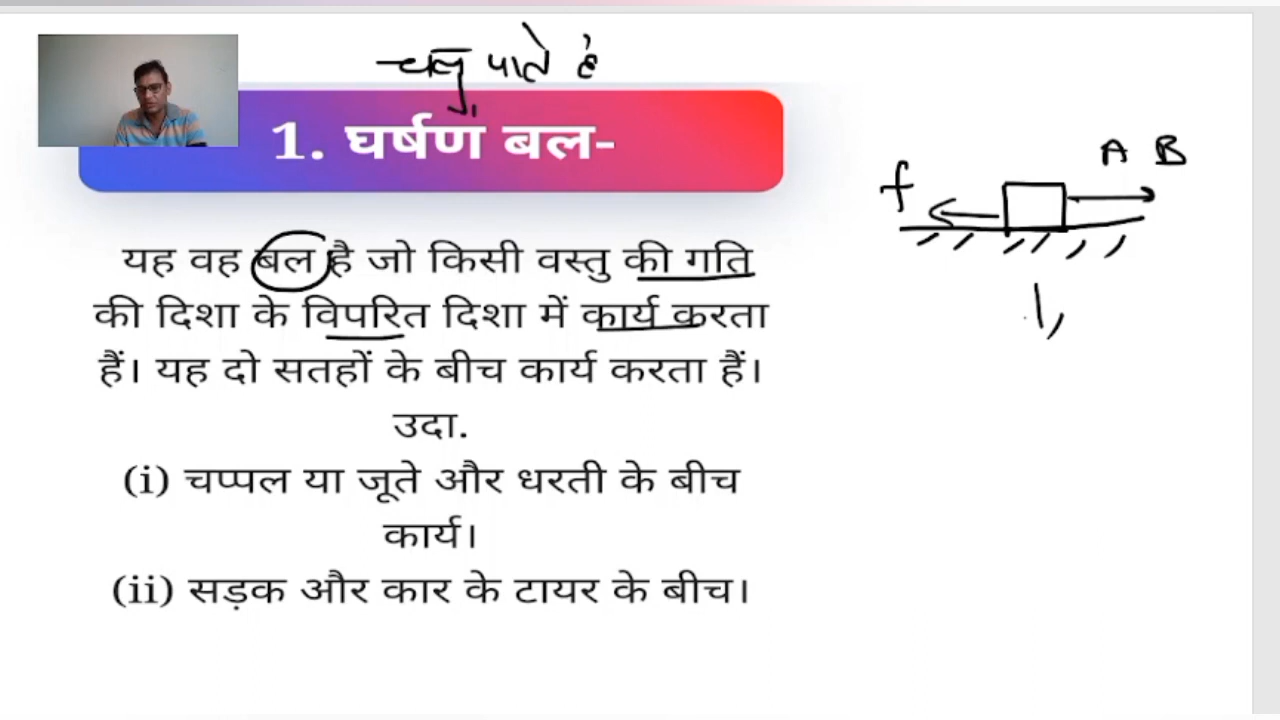 चल पाते है
1. घर्षण बल-
A B
f
यह वह बल है जो किसी वस्तु की गति
की दिशा के विपरित दिशा में कार्य करता
हैं। यह दो सतहों के बीच कार्य करता हैं।
उदा.
(i) चप्पल या जूते और धरती के बीच
कार्य।
(ii) सड़क और कार के टायर के बीच।